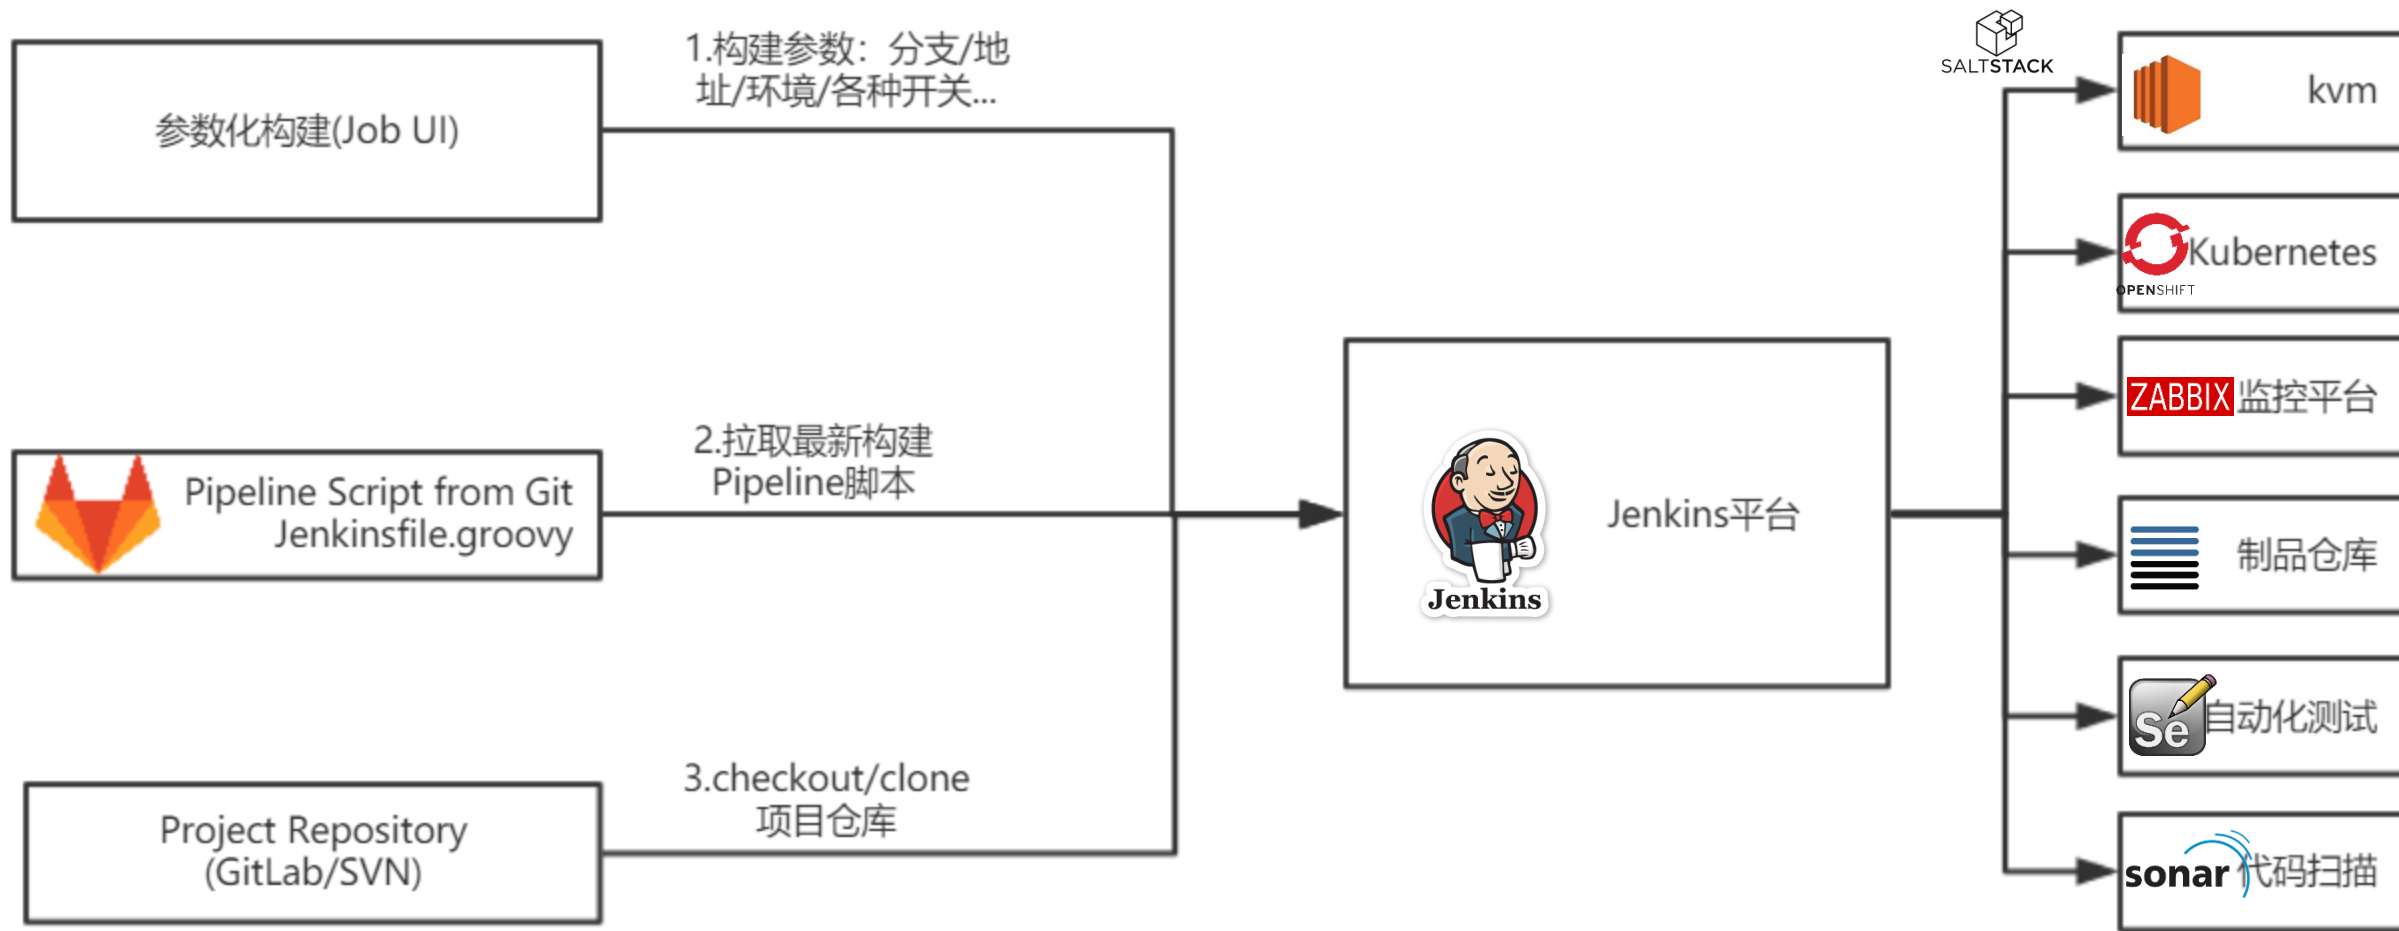 参数化构建(Job UI)
1.构建参数：分支/地
址/环境/各种开关...
Pipeline Script from Git
Jenkinsfile.groovy
2.拉取最新构建
Pipeline脚本
Project Repository
(GitLab/SVN)
3.checkout/clone
项目仓库
Jenkins
Jenkins平台
SALTSTACK
kvm
Kubernetes
OPENSHIFT
ZABBIX 监控平台
制品仓库
Se 自动化测试
sonar 代码扫描